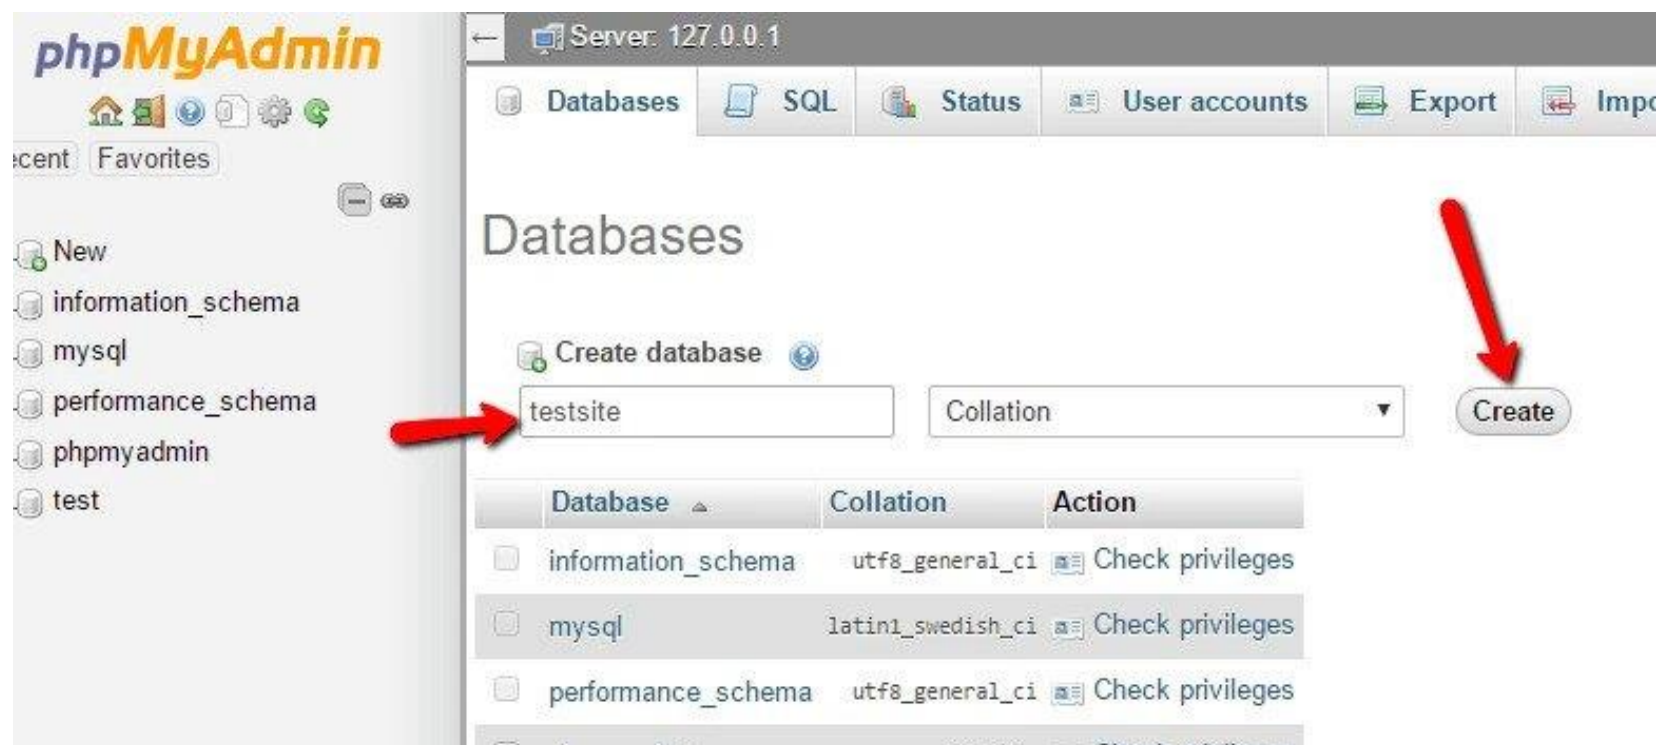 phpMyAdmin
Favorites
New
information_schema
mysql
performance_schema
phpmyadmin
test
← Server: 127.0.0.1
Databases SQL Status User accounts Export
Databases
Create database
testsite Collation Create
Database Collation Action
information_schema utf8_general_ci Check privileges
mysql latin1_swedish_ci Check privileges
performance_schema utf8_general_ci Check privileges